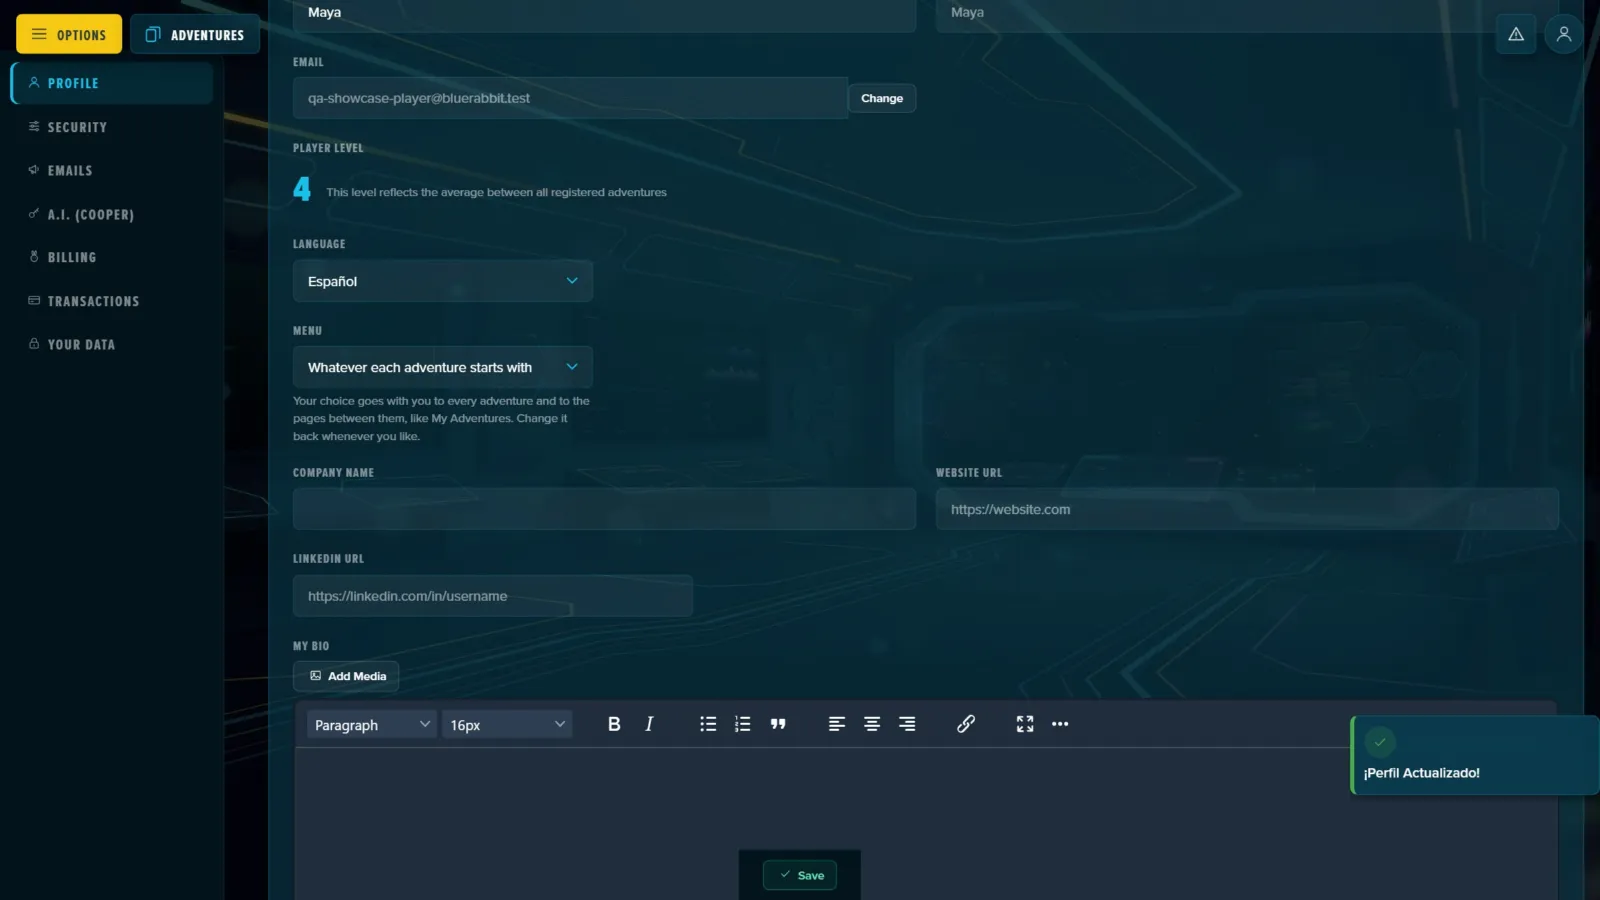 OPTIONS
ADVENTURES
PROFILE
SECURITY
EMAILS
A.I. (COOPER)
BILLING
TRANSACTIONS
YOUR DATA
Maya
Maya
EMAIL
qa-showcase-player@bluerabbit.test
Change
PLAYER LEVEL
4 This level reflects the average between all registered adventures
LANGUAGE
Español
MENU
Whatever each adventure starts with
Your choice goes with you to every adventure and to the
pages between them, like My Adventures. Change it
back whenever you like.
COMPANY NAME
WEBSITE URL
https://website.com
LINKEDIN URL
https://linkedin.com/in/username
MY BIO
Add Media
Paragraph
16px
B I
¡Perfil Actualizado!
Save